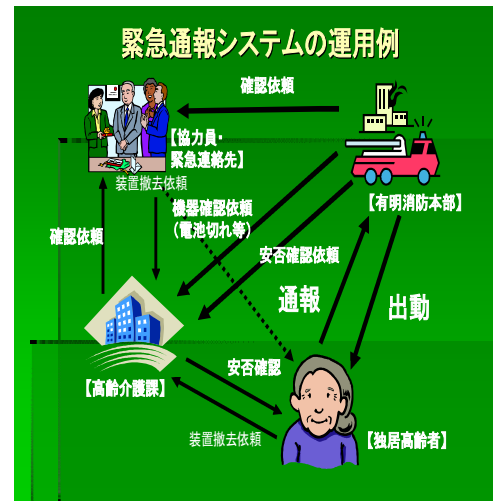 緊急通報システムの運用例
確認依頼
【協力員・
緊急連絡先】
装置撤去依頼
機器確認依頼
（電池切れ等）
【有明消防本部】
確認依頼
安否確認依頼
通報
出動
安否確認
【高齢介護課】
装置撤去依頼
【独居高齢者】